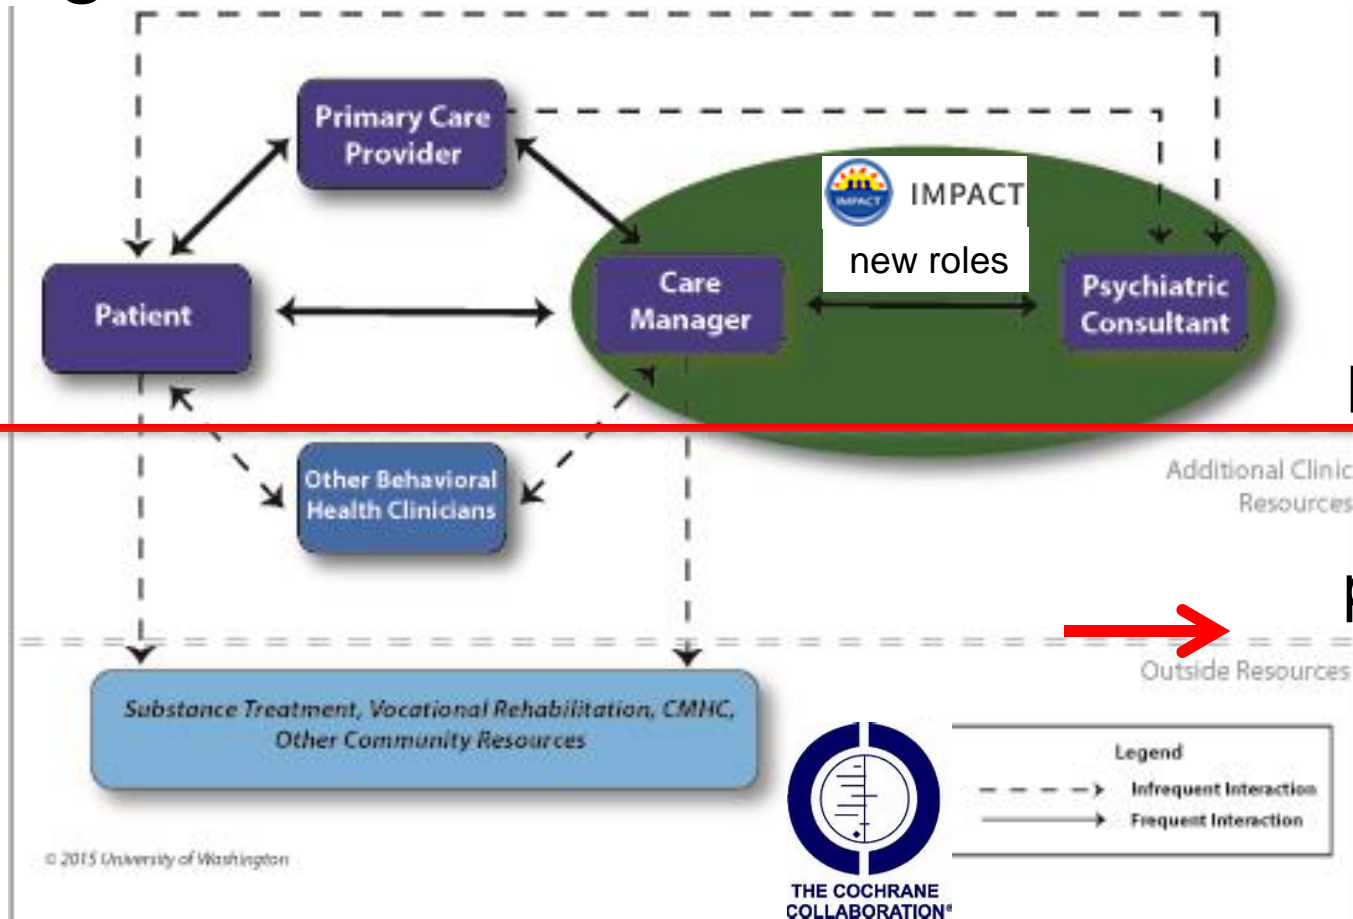 Primary Care
Provider
IMPACT
IMPACT
new roles
Patient
Care
Manager
Psychiatric
Consultant
Other Behavioral
Health Clinicians
Additional Clinic
Resources
Outside Resources
Substance Treatment, Vocational Rehabilitation, CMHC,
Other Community Resources
Legend
Infrequent Interaction
Frequent Interaction
© 2015 University of Washington
THE COCHRANE
COLLABORATION®